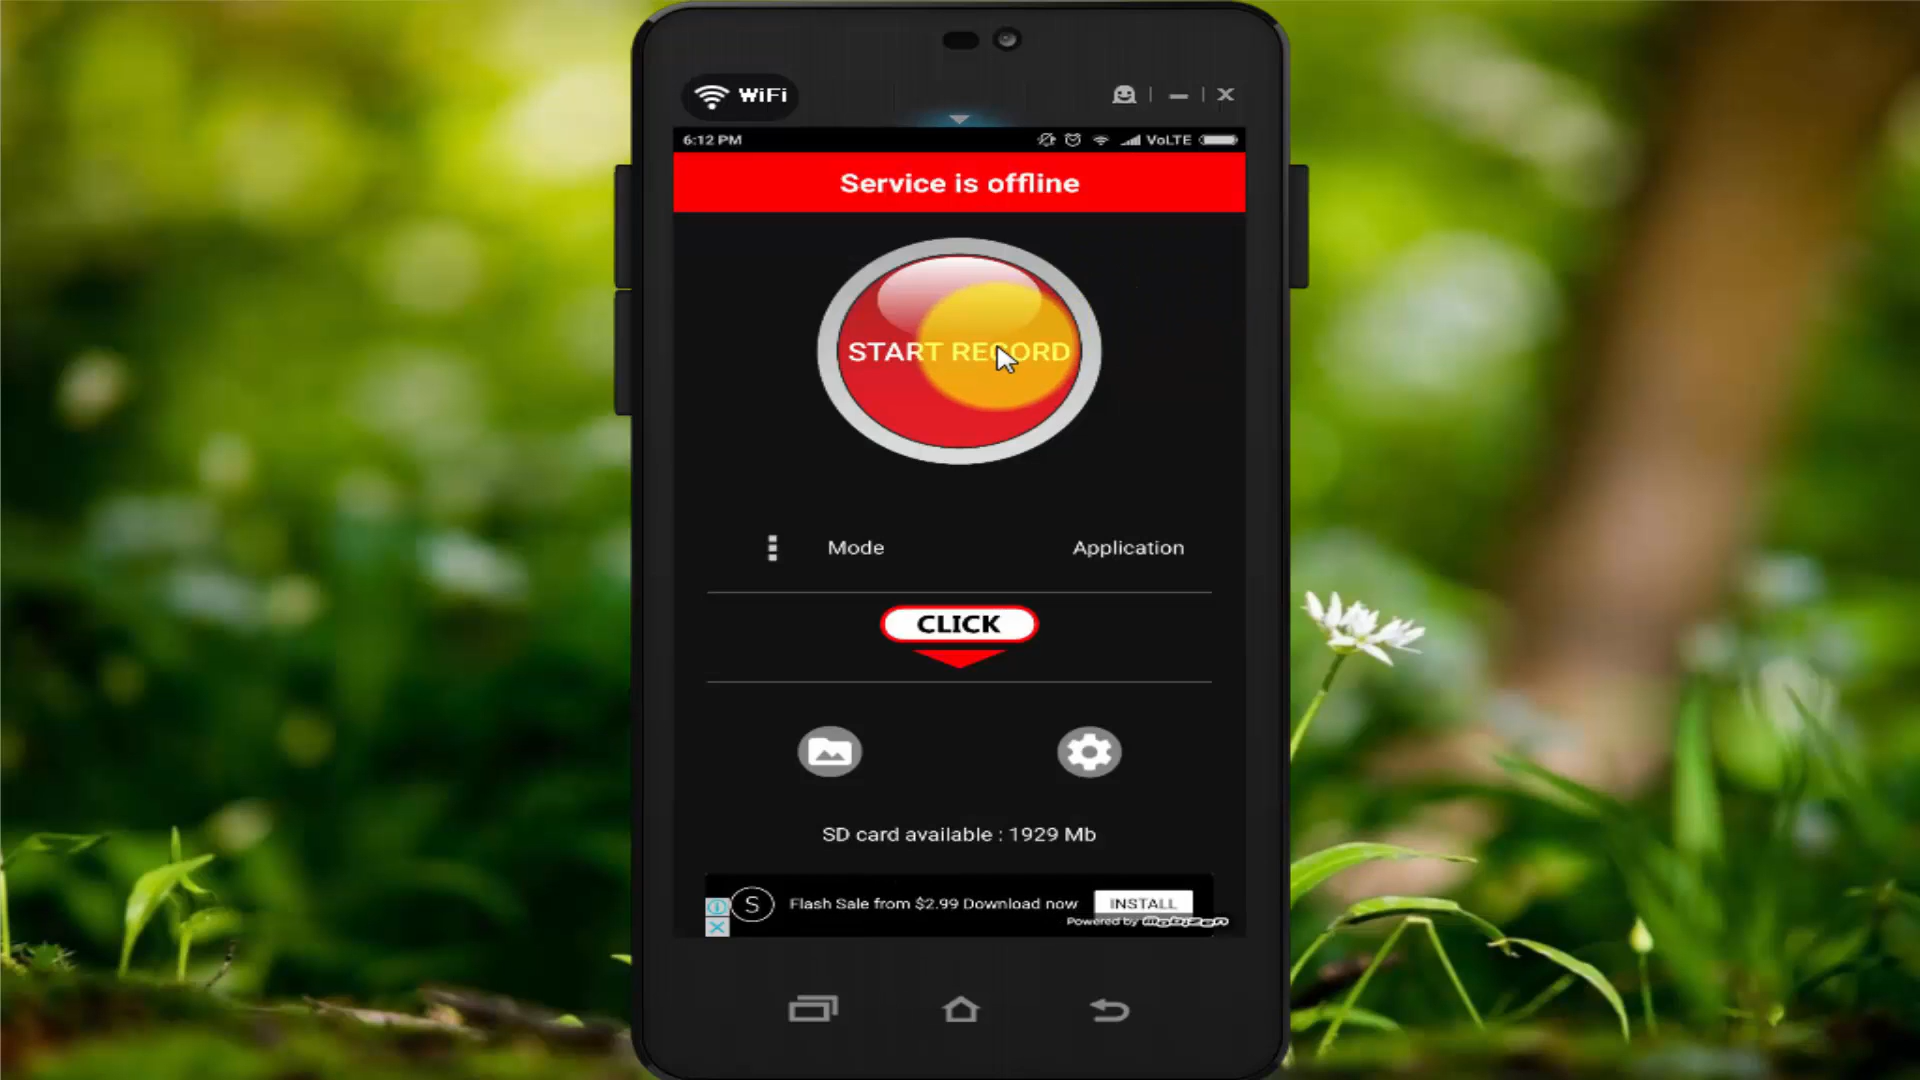 WiFi
6:12 PM
VoLTE
Service is offline
START RECORD
Mode
Application
CLICK
SD card available : 1929 Mb
S
Flash Sale from $2.99 Download now
INSTALL
Powered by mobizen